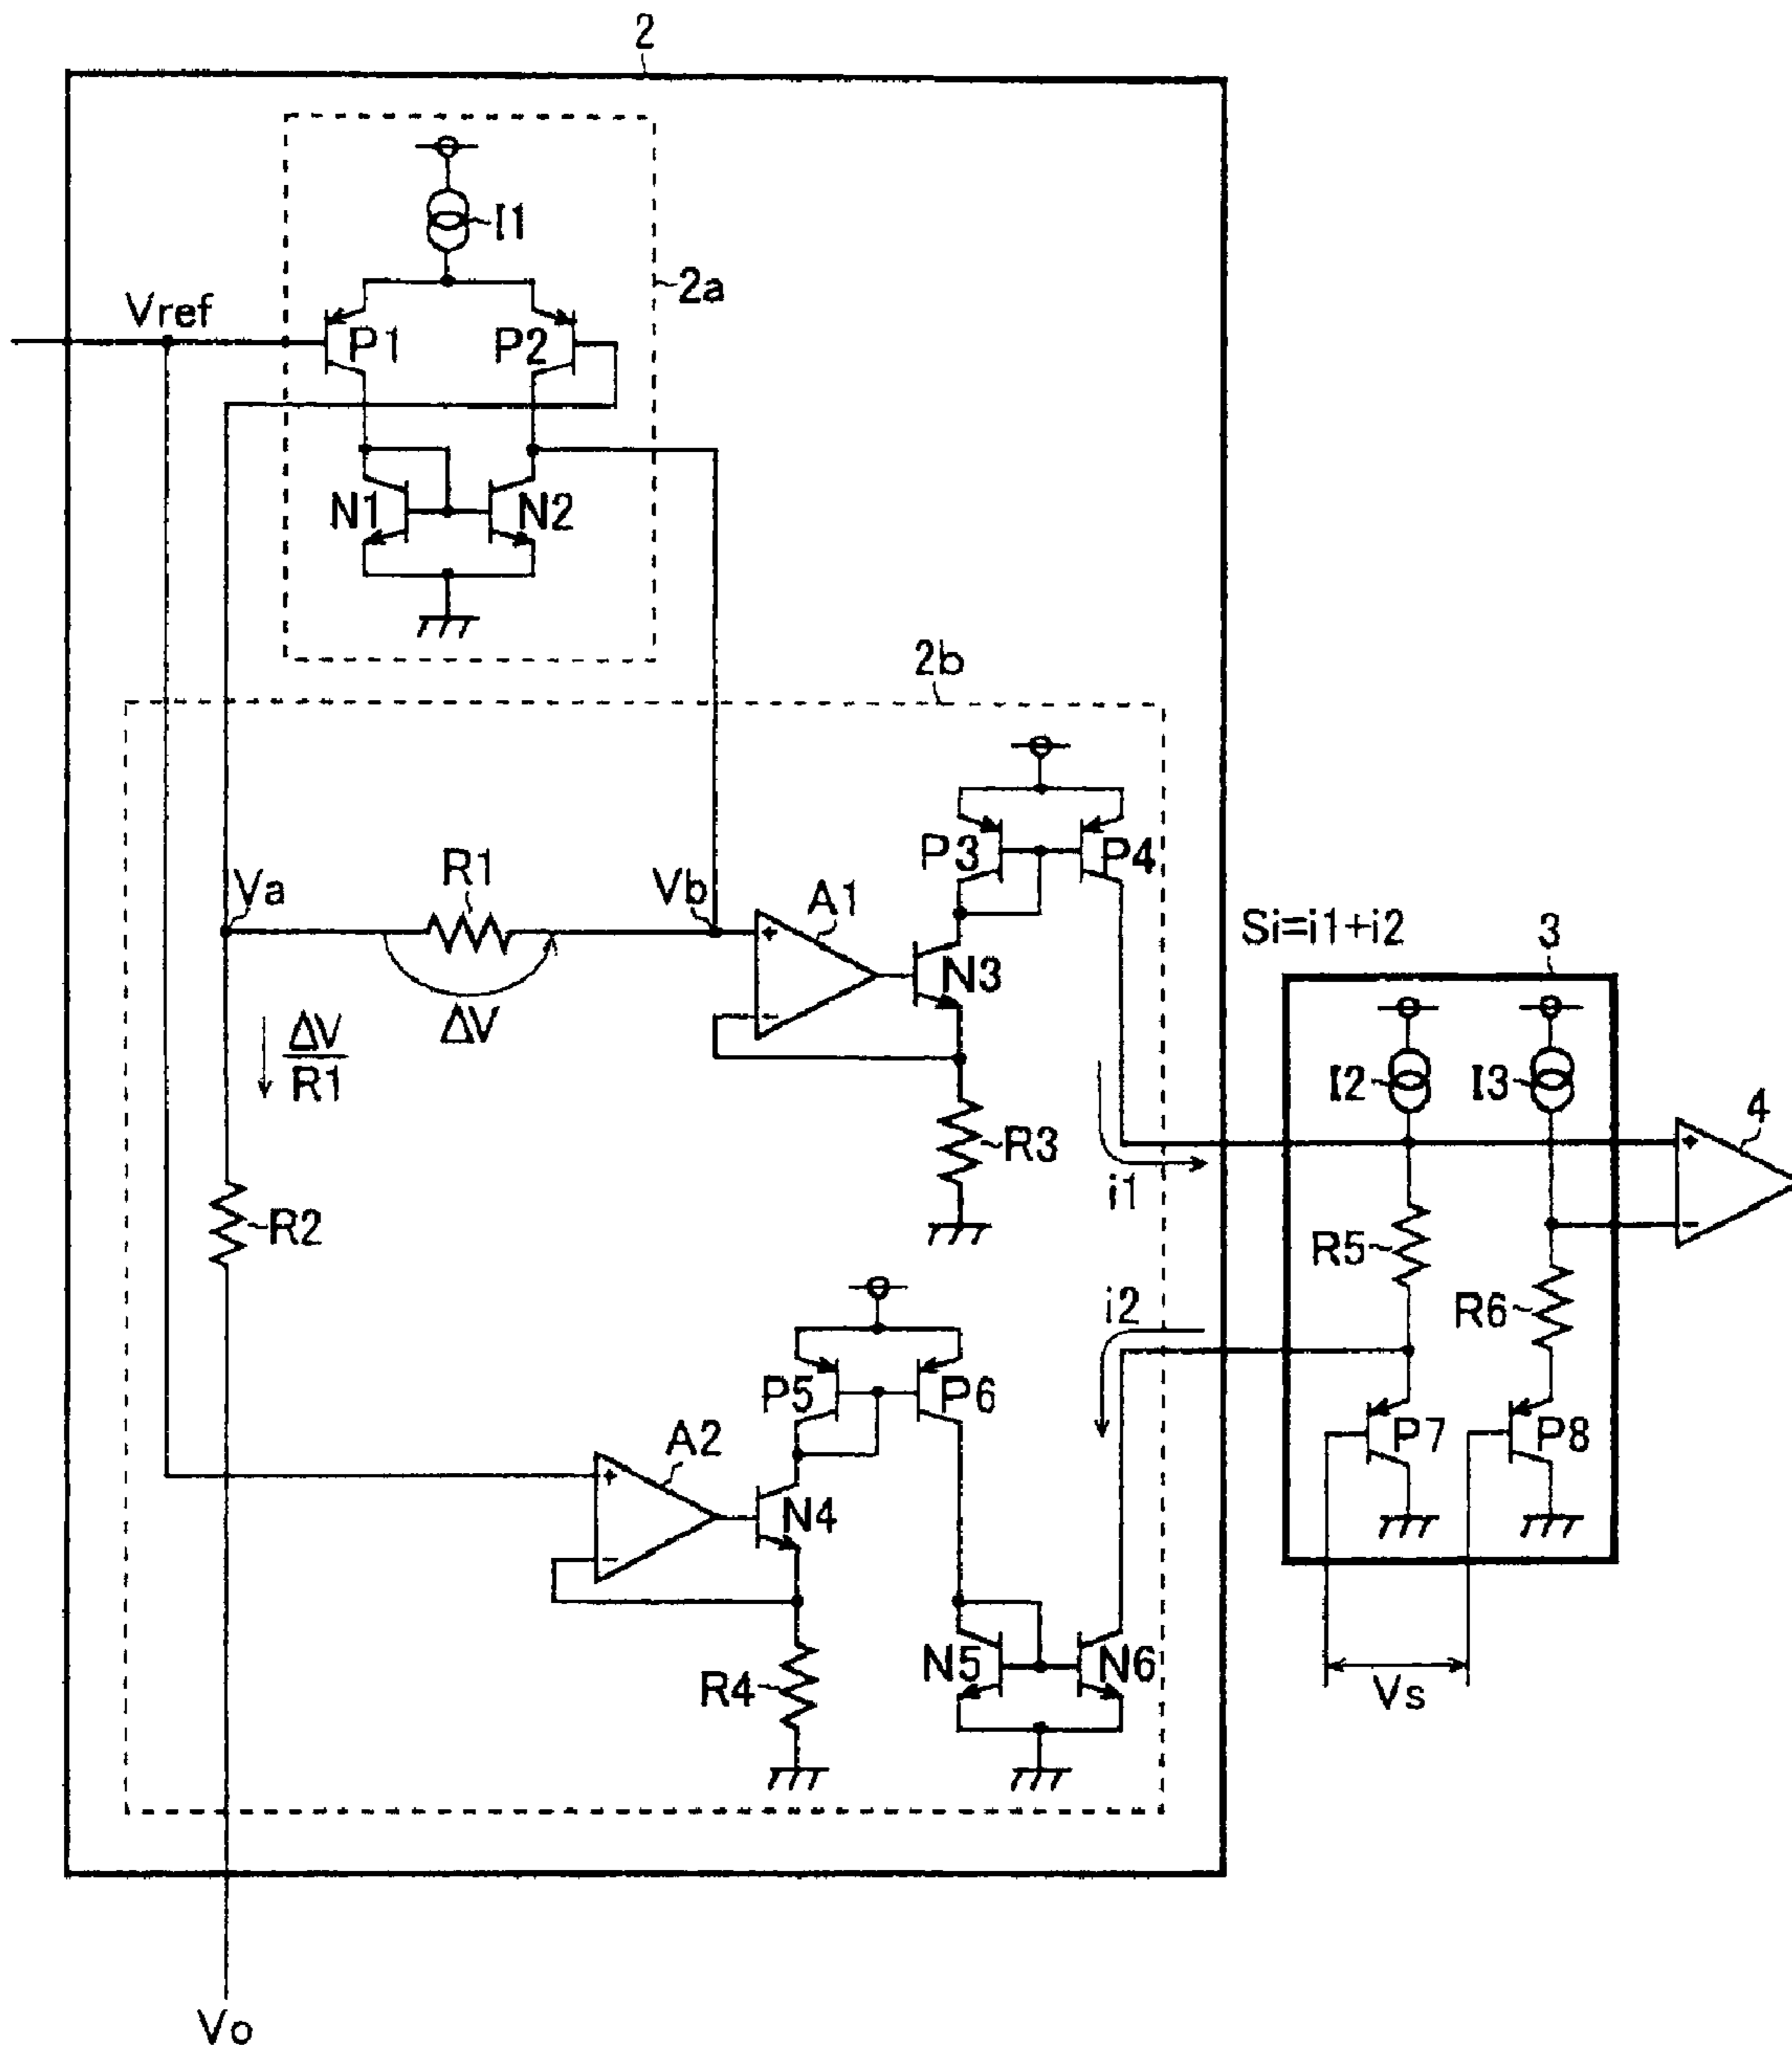 2
I1
2a
Vref
P1
P2
N1
N2
2b
P3
P4
Va
R1
Vb
A1
+
-
N3
ΔV
ΔV
R1
Si=i1+i2
3
I2
I3
4
+
-
R3
i1
R2
R5
R6
i2
P5
P6
A2
+
-
N4
P7
P8
R4
N5
N6
Vs
Vo